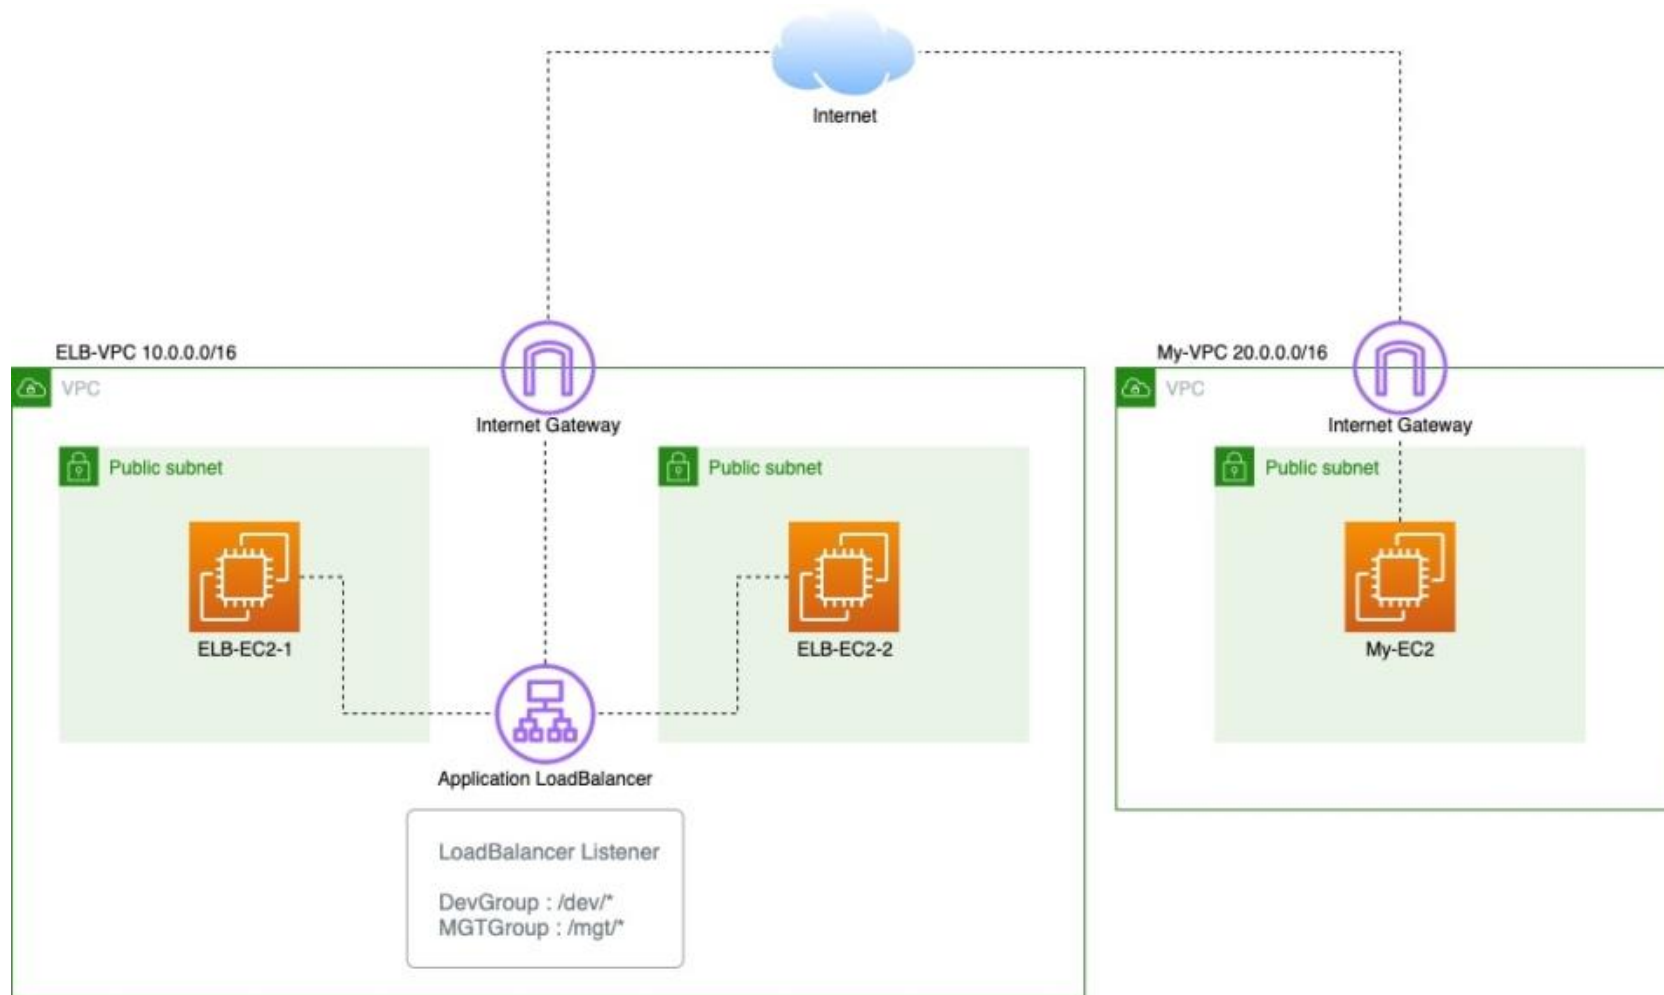 Internet
ELB-VPC 10.0.0.0/16
VPC
Internet Gateway
Public subnet
ELB-EC2-1
Public subnet
ELB-EC2-2
Application LoadBalancer
LoadBalancer Listener
DevGroup : /dev/*
MGTGroup : /mgt/*
My-VPC 20.0.0.0/16
VPC
Internet Gateway
Public subnet
My-EC2